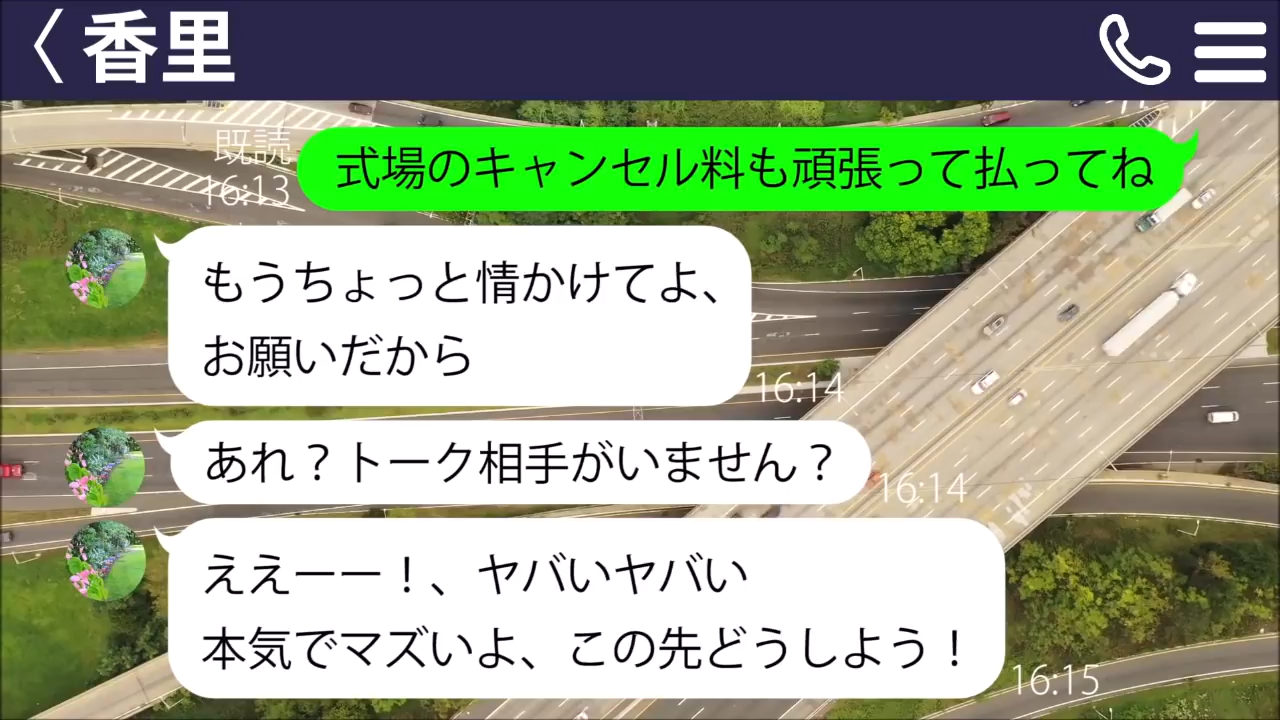 香里
式場のキャンセル料も頑張って払ってね
既読
16:13
もうちょっと情かけてよ、
お願いだから
16:14
あれ？トーク相手がいません？
16:14
ええーー！、ヤバいヤバい
本気でマズいよ、この先どうしよう！
16:15